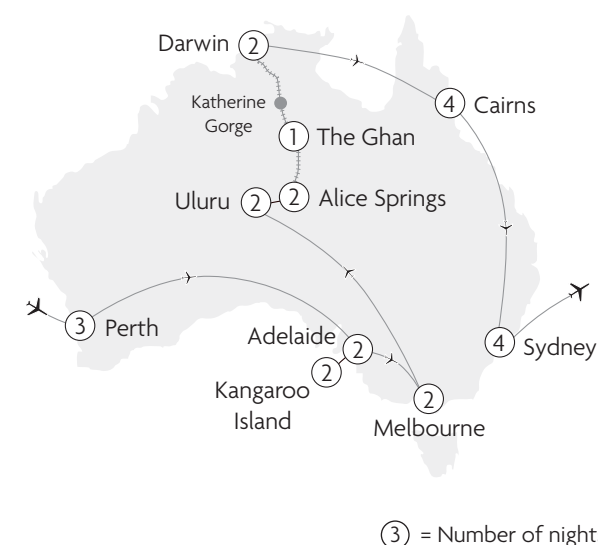 Darwin 2
4 Cairns
Katherine
Gorge
1 The Ghan
Uluru 2
2 Alice Springs
3 Perth
Adelaide 2
2
Kangaroo
Island
4 Sydney
2
Melbourne
3 = Number of night